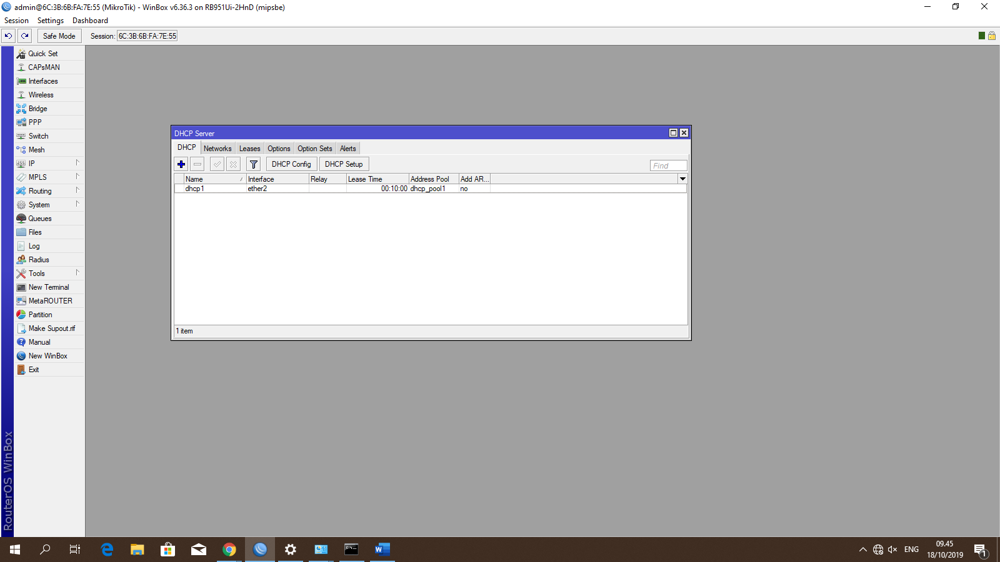 admin@6C:3B:6B:FA:7E:55 (MikroTik) - WinBox v6.36.3 on RB951Ui-2HnD (mipsbe)
Session Settings Dashboard
Safe Mode Session: 6C:3B:6B:FA:7E:55
Quick Set
CAPsMAN
Interfaces
Wireless
Bridge
PPP
Switch
Mesh
IP
MPLS
Routing
System
Queues
Files
Log
Radius
Tools
New Terminal
MetaROUTER
Partition
Make Supout.rif
Manual
New WinBox
Exit
RouterOS WinBox
DHCP Server
DHCP Networks Leases Options Option Sets Alerts
DHCP Config DHCP Setup Find
Name Interface Relay Lease Time Address Pool Add AR...
dhcp1 ether2 00:10:00 dhcp_pool1 no
1 item
ENG
09.45
18/10/2019
1